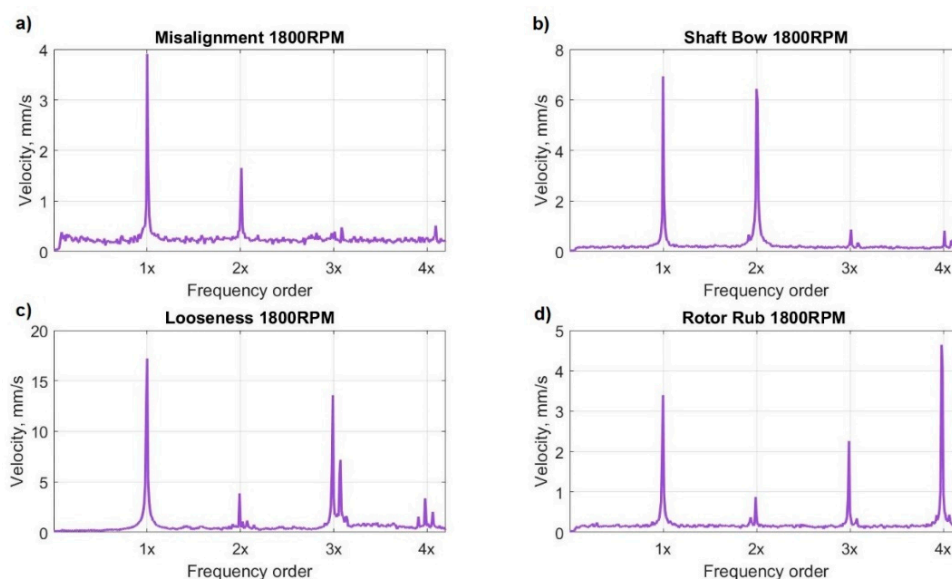 a)
Misalignment 1800RPM
4
3
2
1
0
Velocity, mm/s
1x
2x
3x
4x
Frequency order
b)
Shaft Bow 1800RPM
8
6
4
2
0
Velocity, mm/s
1x
2x
3x
4x
Frequency order
c)
Looseness 1800RPM
20
15
10
5
0
Velocity, mm/s
1x
2x
3x
4x
Frequency order
d)
Rotor Rub 1800RPM
5
4
3
2
1
0
Velocity, mm/s
1x
2x
3x
4x
Frequency order